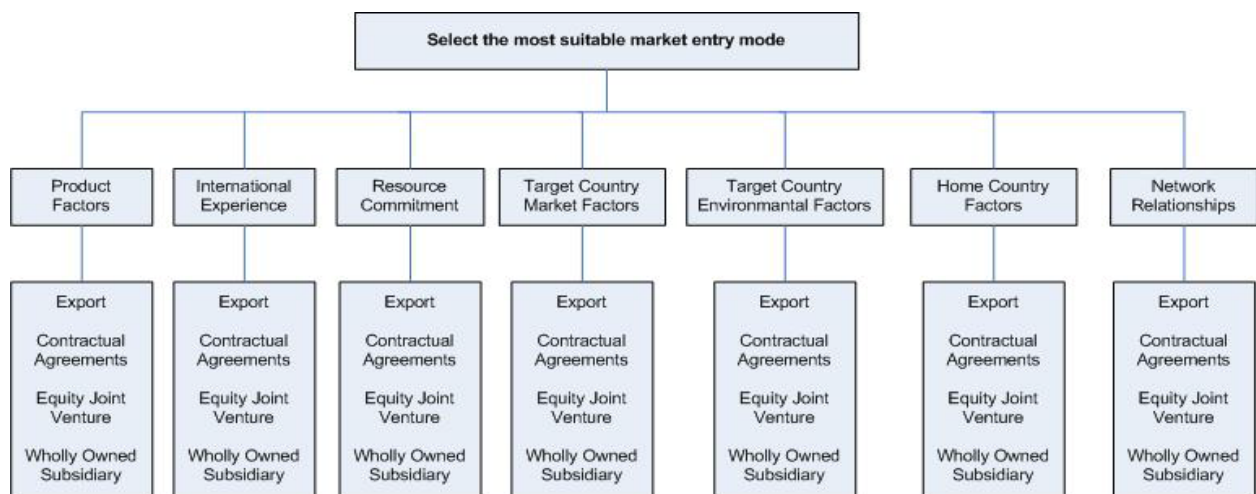 Select the most suitable market entry mode
Product
Factors
International
Experience
Resource
Commitment
Target Country
Market Factors
Target Country
Environmantal Factors
Home Country
Factors
Network
Relationships
Export
Contractual
Agreements
Equity Joint
Venture
Wholly Owned
Subsidiary
Export
Contractual
Agreements
Equity Joint
Venture
Wholly Owned
Subsidiary
Export
Contractual
Agreements
Equity Joint
Venture
Wholly Owned
Subsidiary
Export
Contractual
Agreements
Equity Joint
Venture
Wholly Owned
Subsidiary
Export
Contractual
Agreements
Equity Joint
Venture
Wholly Owned
Subsidiary
Export
Contractual
Agreements
Equity Joint
Venture
Wholly Owned
Subsidiary
Export
Contractual
Agreements
Equity Joint
Venture
Wholly Owned
Subsidiary